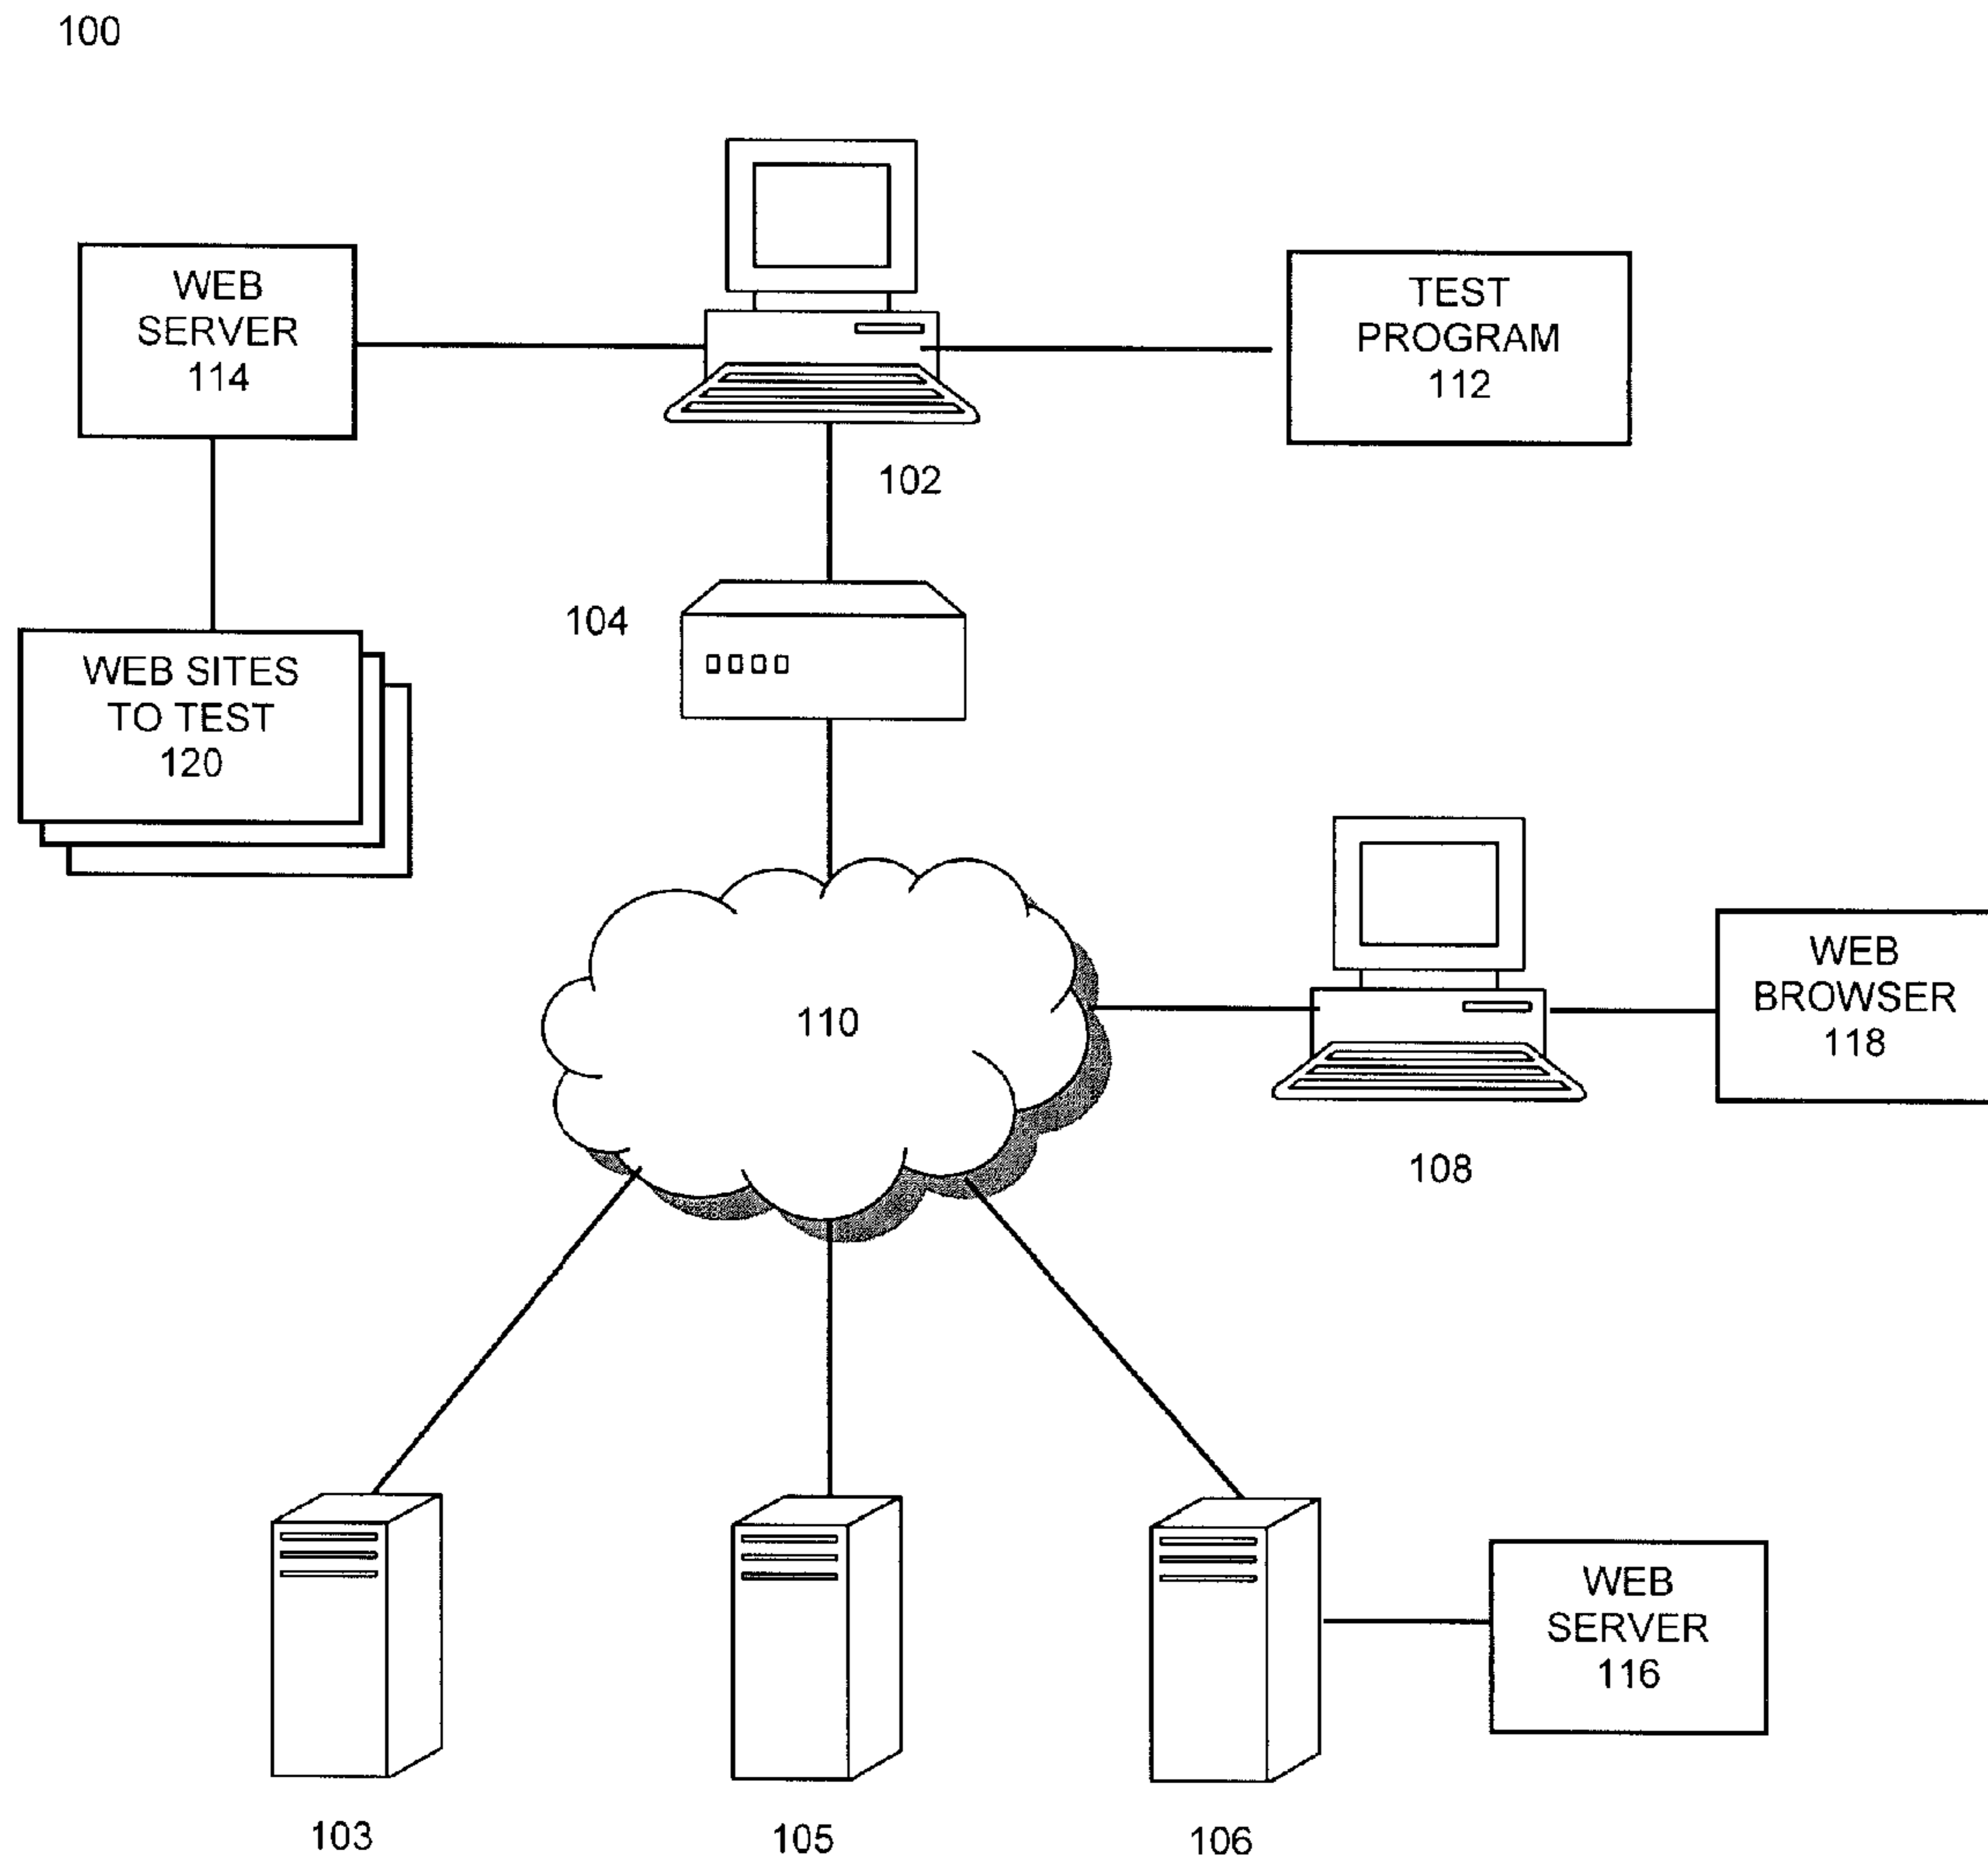 100
WEB
SERVER
114
TEST
PROGRAM
112
102
104
WEB SITES
TO TEST
120
110
WEB
BROWSER
118
108
WEB
SERVER
116
103
105
106